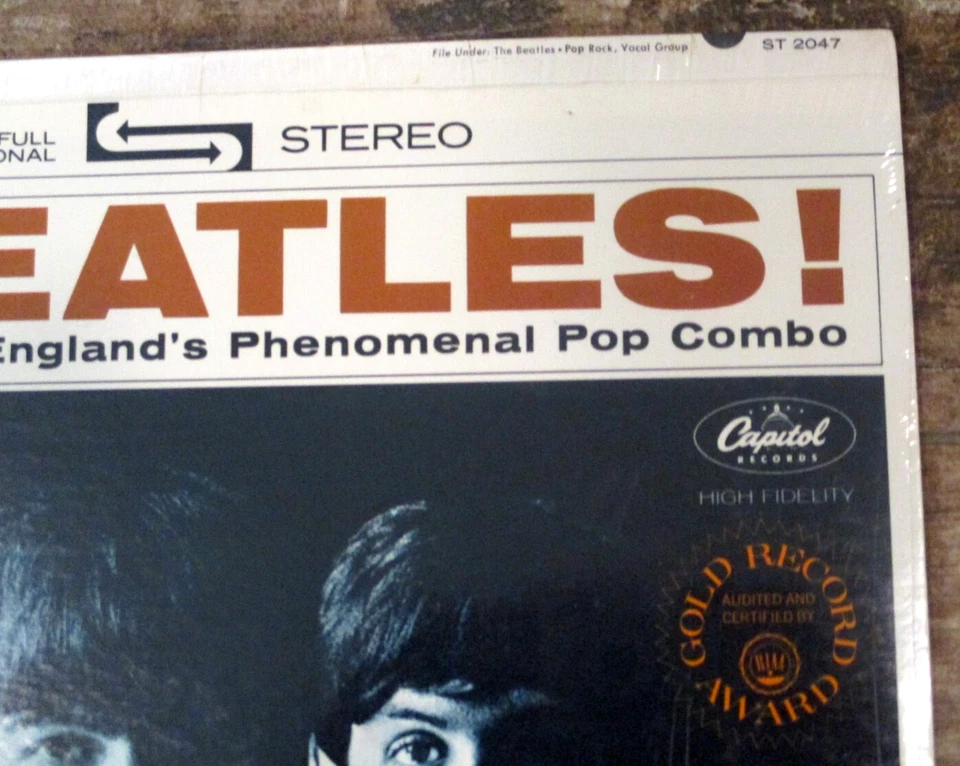 File Under: The Beatles • Pop Rock, Vocal Group
ST 2047
FULL
ONAL
STEREO
EATLES!
England's Phenomenal Pop Combo
Capitol
RECORDS
HIGH FIDELITY
GOLD RECORD
AUDITED AND
CERTIFIED BY
RIAA
AWARD